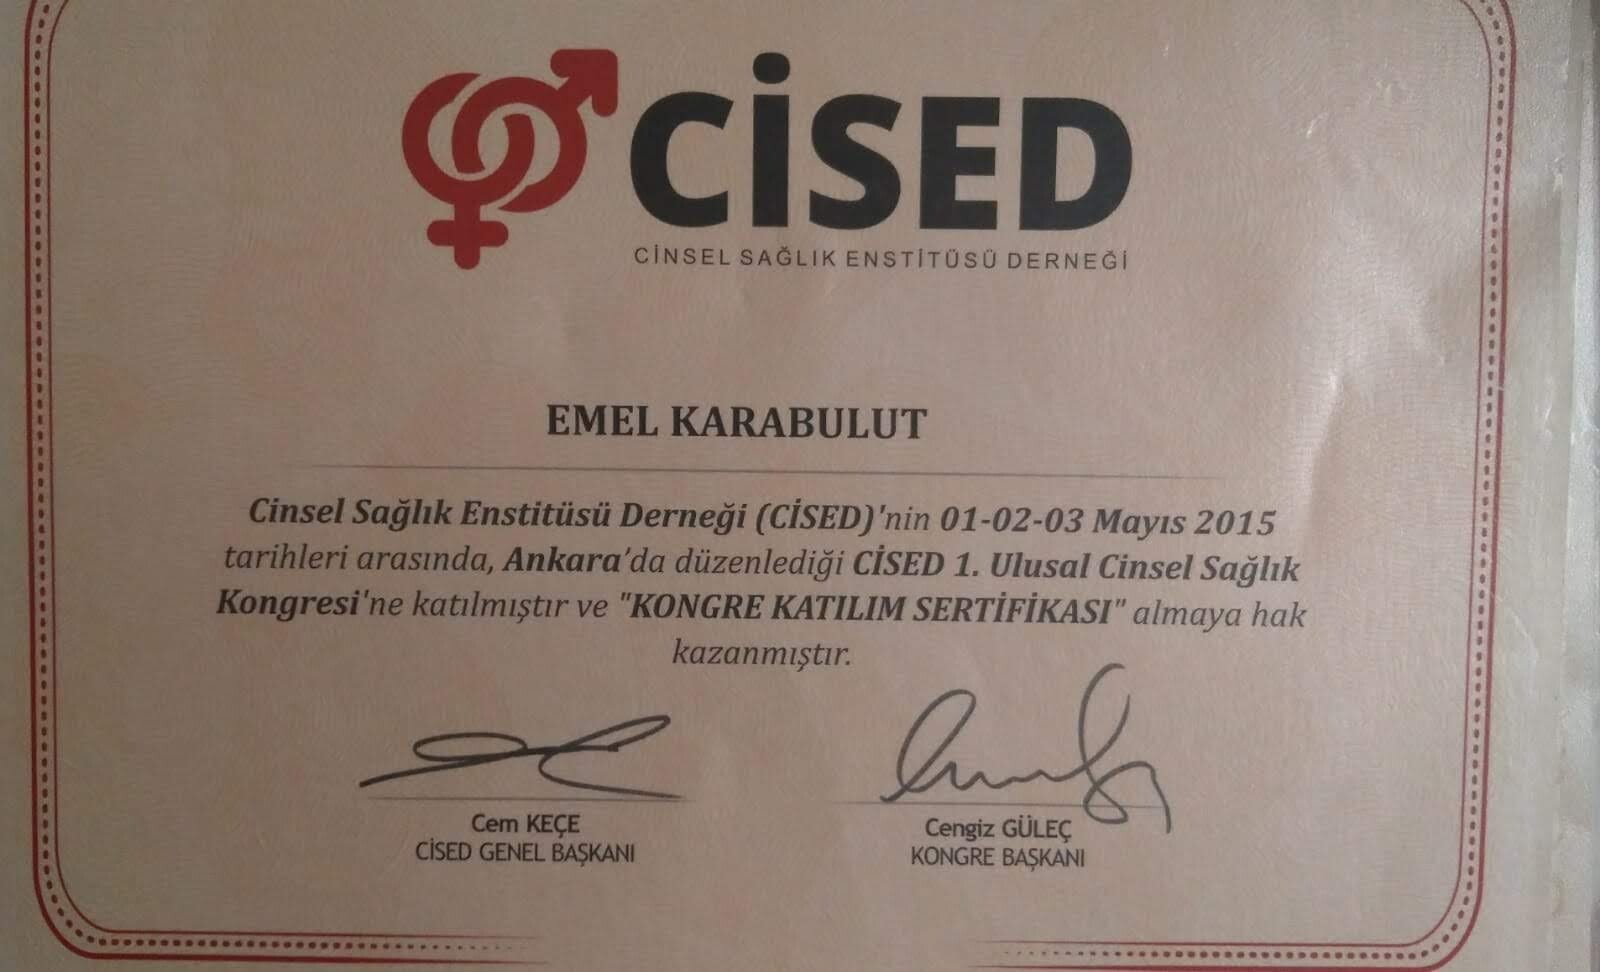 CİSED
CİNSEL SAĞLIK ENSTİTÜSÜ DERNEĞİ
EMEL KARABULUT
Cinsel Sağlık Enstitüsü Derneği (CİSED)'nin 01-02-03 Mayıs 2015
tarihleri arasında, Ankara'da düzenlediği CİSED 1. Ulusal Cinsel Sağlık
Kongresi'ne katılmıştır ve "KONGRE KATILIM SERTİFİKASI" almaya hak
kazanmıştır.
Cem KEÇE
CİSED GENEL BAŞKANI
Cengiz GÜLEÇ
KONGRE BAŞKANI